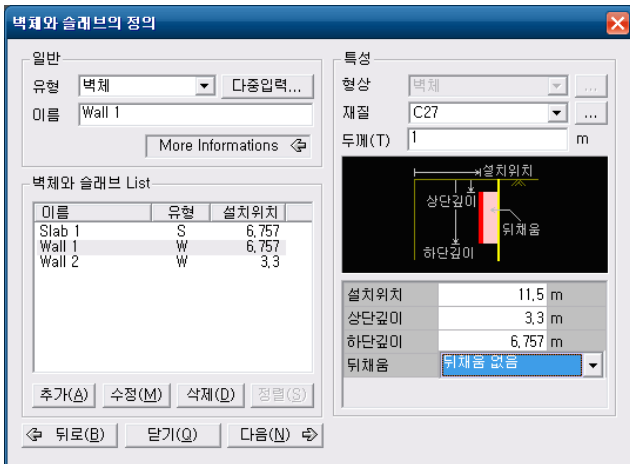 벽체와 슬래브의 정의
일반
유형 벽체 다중입력...
이름 Wall 1
More Informations
벽체와 슬래브 List
이름 유형 설치위치
Slab 1 S 6,757
Wall 1 W 6,757
Wall 2 W 3,3
추가(A) 수정(M) 삭제(D) 정렬(S)
뒤로(B) 닫기(Q) 다음(N)
특성
형상 벽체 ...
재질 C27 ...
두께(T) 1 m
설치위치
상단깊이
뒤채움
하단깊이
설치위치 11,5 m
상단깊이 3,3 m
하단깊이 6,757 m
뒤채움 뒤채움 없음